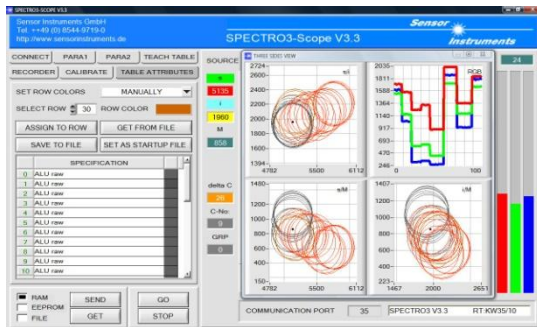 SPECTRO3-Scope V3.3
Sensor Instruments GmbH
Tel. ++49 (0) 8544-9719-0
http://www.sensorinstruments.de
SPECTRO3-Scope V3.3
Sensor
Instruments
CONNECT PARA1 PARA2 TEACH TABLE
RECORDER CALIBRATE TABLE ATTRIBUTES
SET ROW COLORS MANUALLY
SELECT ROW 30 ROW COLOR
ASSIGN TO ROW GET FROM FILE
SAVE TO FILE SET AS STARTUP FILE
SPECIFICATION
0 ALU raw
1 ALU raw
2 ALU raw
3 ALU raw
4 ALU raw
5 ALU raw
6 ALU raw
7 ALU raw
8 ALU raw
9 ALU raw
10 ALU raw
RAM
EEPROM
FILE
SEND
GET
GO
STOP
SOURCE
s
5135
i
1960
M
858
delta C
26
C-No:
9
GRP
0
THREE SIDES VIEW
s/i
2724
2600
2400
2200
2000
1800
1600
1394
4782 5500 6112
RGB
2035
1811
1587
1363
1140
917
693
470
246
0 100
s/M
1480
1200
1000
800
600
400
150
4782 5500 6112
i/M
1407
1200
1000
800
600
400
223
1467 2000 2651
24
COMMUNICATION PORT 35 SPECTRO3 V3.3 RT:KW35/10